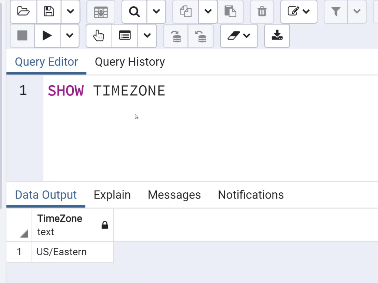 Query Editor Query History
1 SHOW TIMEZONE
Data Output Explain Messages Notifications
TimeZone
text
1 US/Eastern